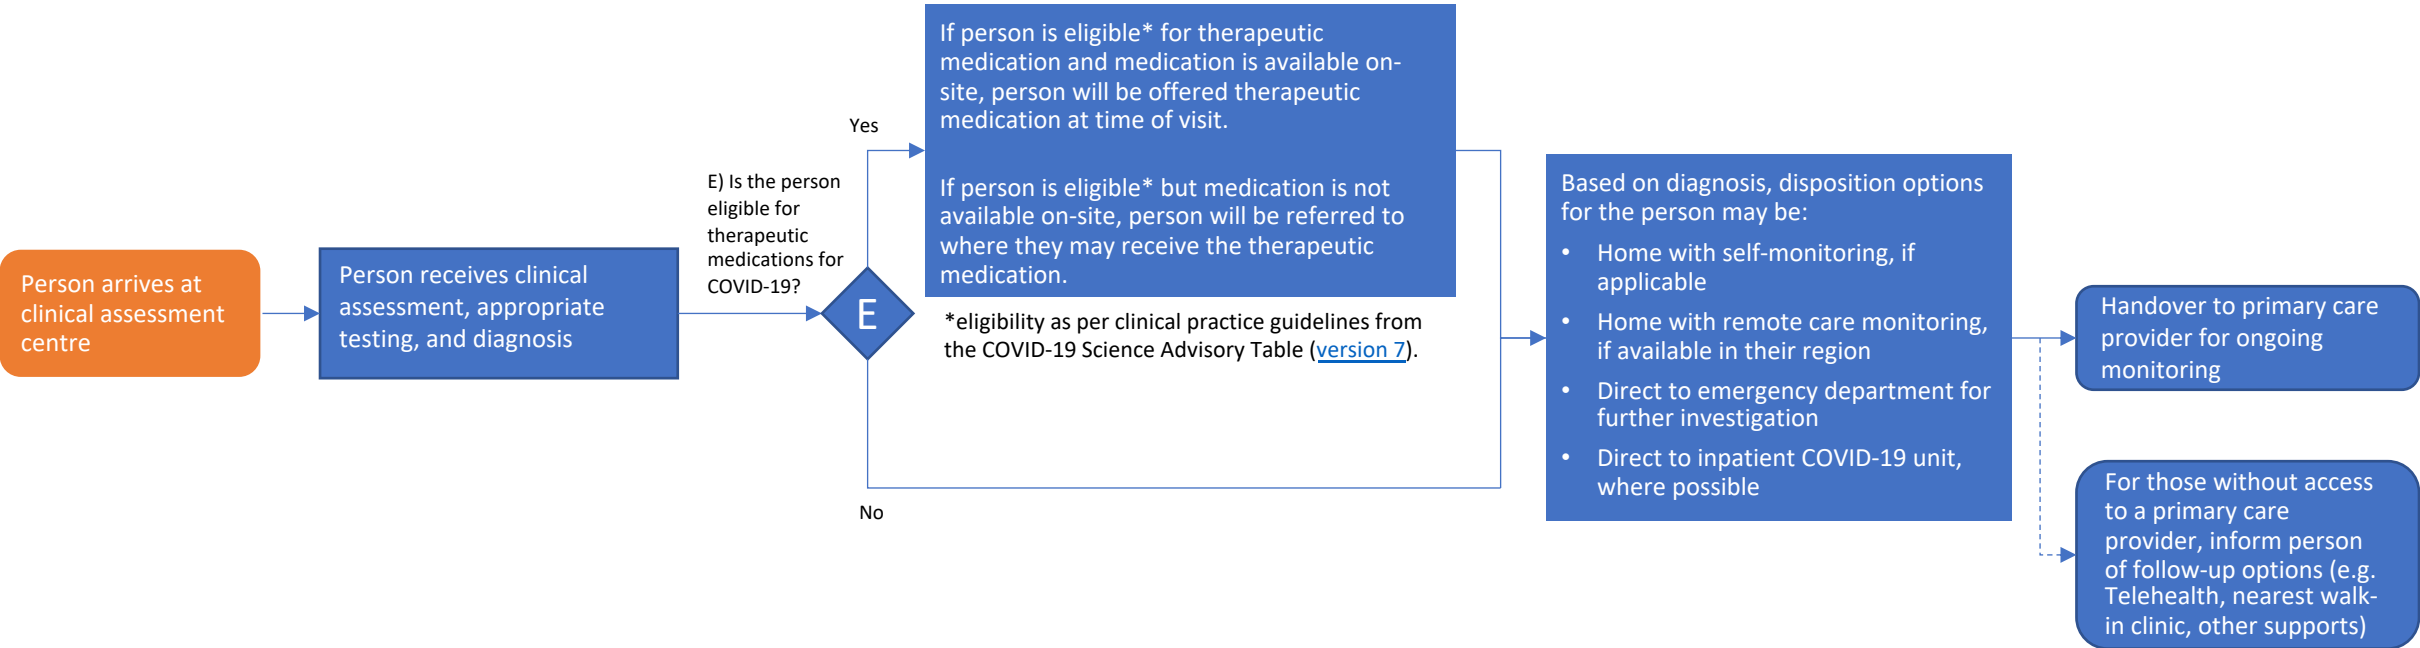 Person arrives at
clinical assessment
centre
Person receives clinical
assessment, appropriate
testing, and diagnosis
E) Is the person
eligible for
therapeutic
medications for
COVID-19?
E
Yes
If person is eligible* for therapeutic
medication and medication is available on-
site, person will be offered therapeutic
medication at time of visit.
If person is eligible* but medication is not
available on-site, person will be referred to
where they may receive the therapeutic
medication.
*eligibility as per clinical practice guidelines from
the COVID-19 Science Advisory Table (version 7).
No
Based on diagnosis, disposition options
for the person may be:
• Home with self-monitoring, if
applicable
• Home with remote care monitoring,
if available in their region
• Direct to emergency department for
further investigation
• Direct to inpatient COVID-19 unit,
where possible
Handover to primary care
provider for ongoing
monitoring
For those without access
to a primary care
provider, inform person
of follow-up options (e.g.
Telehealth, nearest walk-
in clinic, other supports)